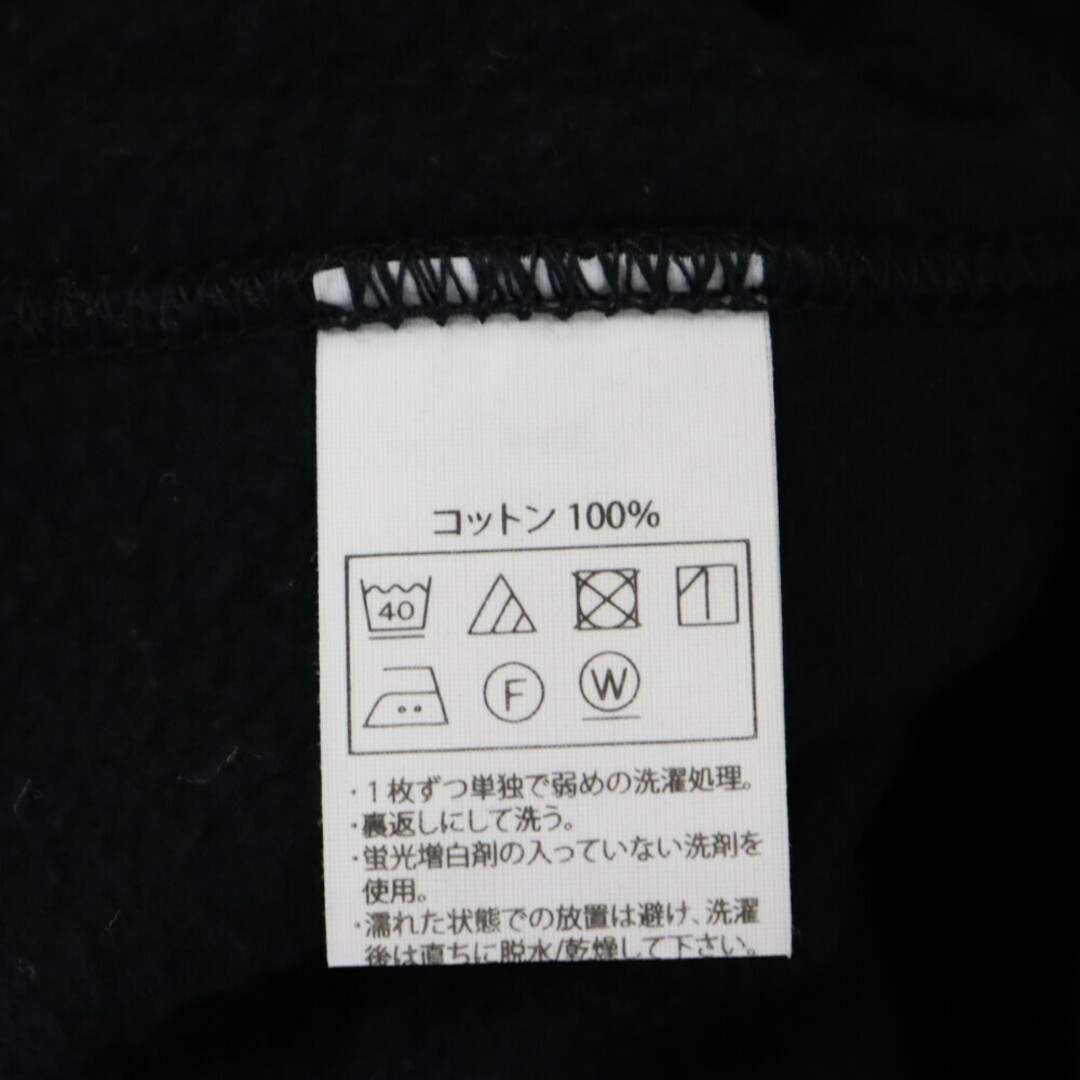 コットン 100%
40
F W
・1枚ずつ単独で弱めの洗濯処理。
・裏返しにして洗う。
・蛍光増白剤の入っていない洗剤を
使用。
・濡れた状態での放置は避け、洗濯
後は直ちに脱水/乾燥して下さい。